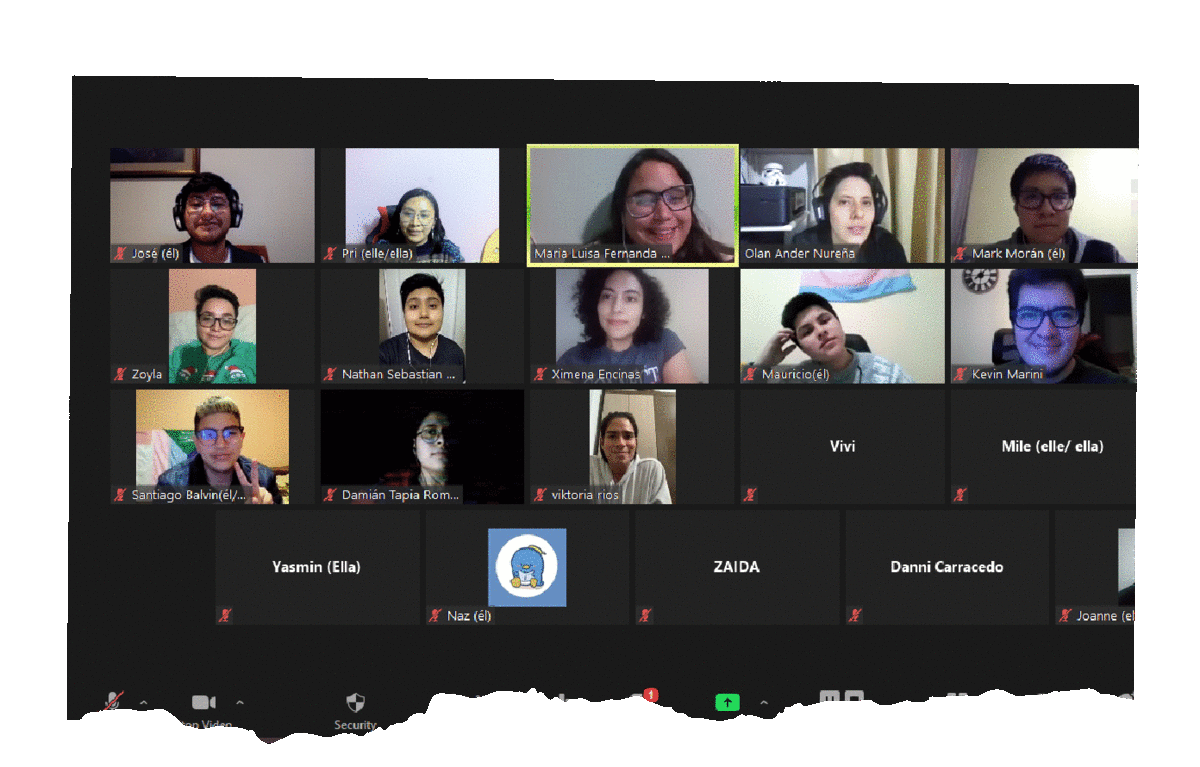 José (él)
Pri (elle/ella)
Maria Luisa Fernanda ...
Olan Ander Nureña
Mark Morán (él)
Zoyla
Nathan Sebastian ...
Ximena Encinas
Mauricio(él)
Kevin Marini
Santiago Balvin(él/...
Damián Tapia Rom...
viktoria rios
Vivi
Mile (elle/ ella)
Yasmin (Ella)
Naz (él)
ZAIDA
Danni Carracedo
Joanne (el
1
Video
Security